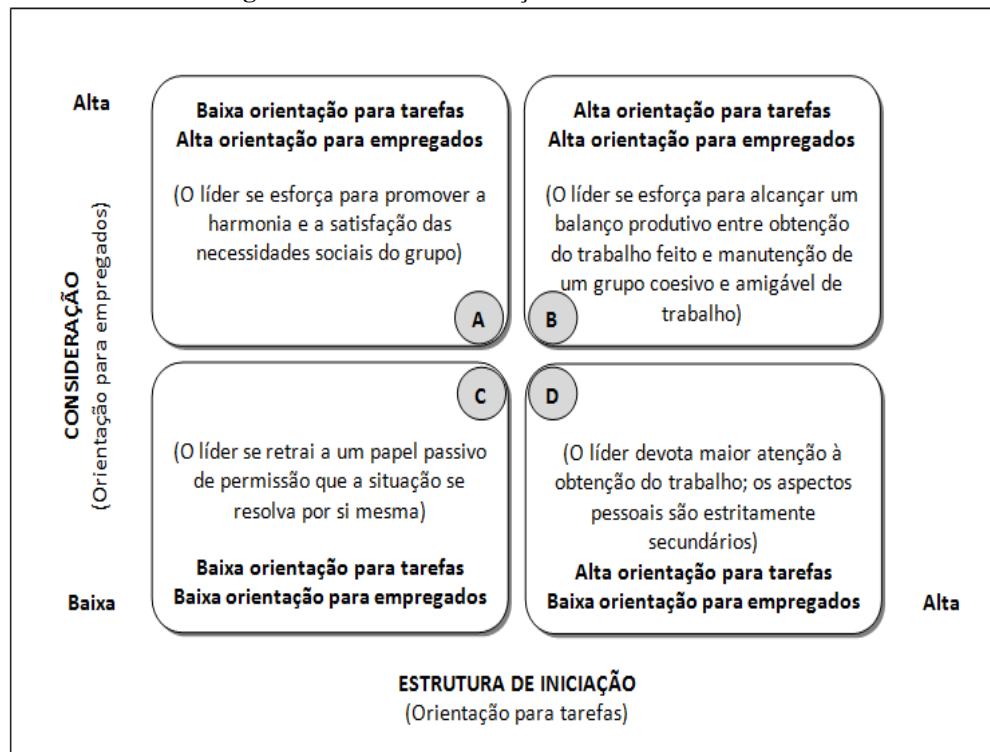 Alta
Baixa orientação para tarefas
Alta orientação para empregados
(O líder se esforça para promover a
harmonia e a satisfação das
necessidades sociais do grupo)
A
Alta orientação para tarefas
Alta orientação para empregados
(O líder se esforça para alcançar um
balanço produtivo entre obtenção
do trabalho feito e manutenção de
um grupo coesivo e amigável de
trabalho)
B
CONSIDERAÇÃO
(Orientação para empregados)
C
(O líder se retrai a um papel passivo
de permissão que a situação se
resolva por si mesma)
Baixa orientação para tarefas
Baixa orientação para empregados
D
(O líder devota maior atenção à
obtenção do trabalho; os aspectos
pessoais são estritamente
secundários)
Alta orientação para tarefas
Baixa orientação para empregados
Baixa
Alta
ESTRUTURA DE INICIAÇÃO
(Orientação para tarefas)